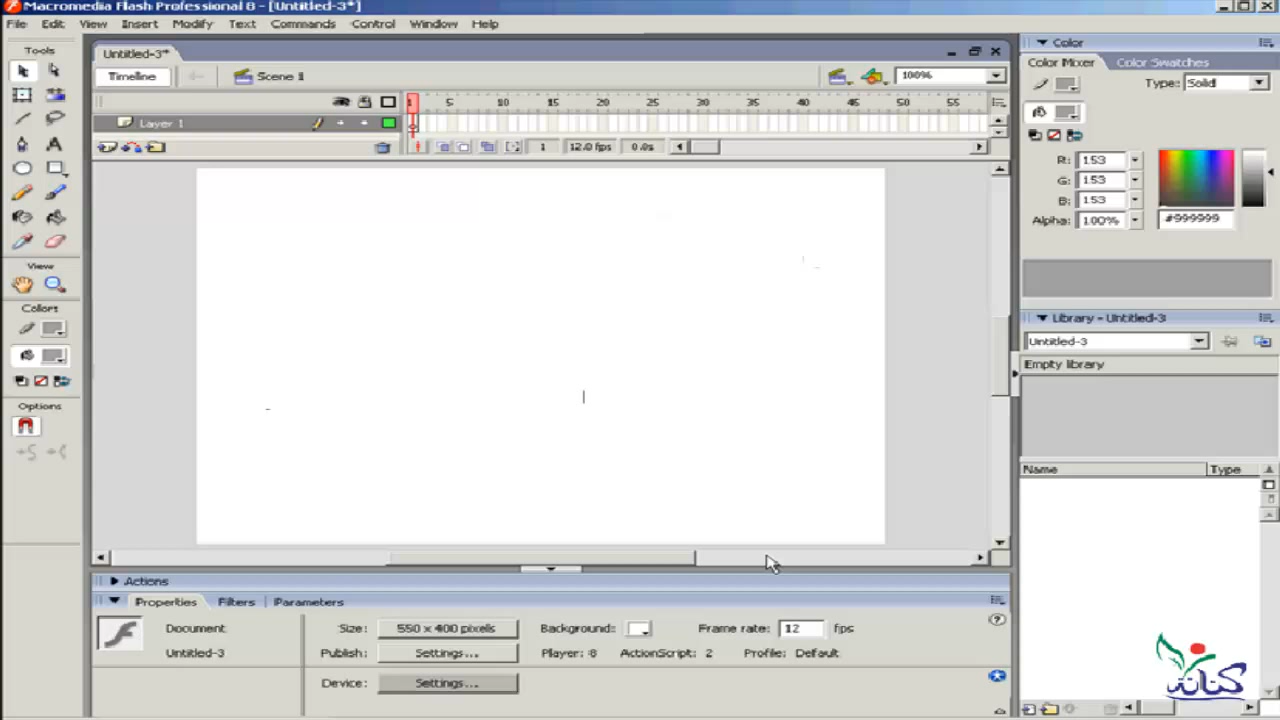 Macromedia Flash Professional 8 - [Untitled-3*]
File Edit View Insert Modify Text Commands Control Window Help
Tools
View
Colors
Options
Untitled-3*
Timeline
Scene 1
100%
1 5 10 15 20 25 30 35 40 45 50 55
Layer 1
1 12.0 fps 0.0s
Actions
Properties Filters Parameters
Document
Untitled-3
Size: 550 x 400 pixels Background: Frame rate: 12 fps
Publish: Settings... Player: 8 ActionScript: 2 Profile: Default
Device: Settings...
Color
Color Mixer Color Swatches
Type: Solid
R: 153
G: 153
B: 153
Alpha: 100% #999999
Library - Untitled-3
Untitled-3
Empty library
Name Type
كنانة